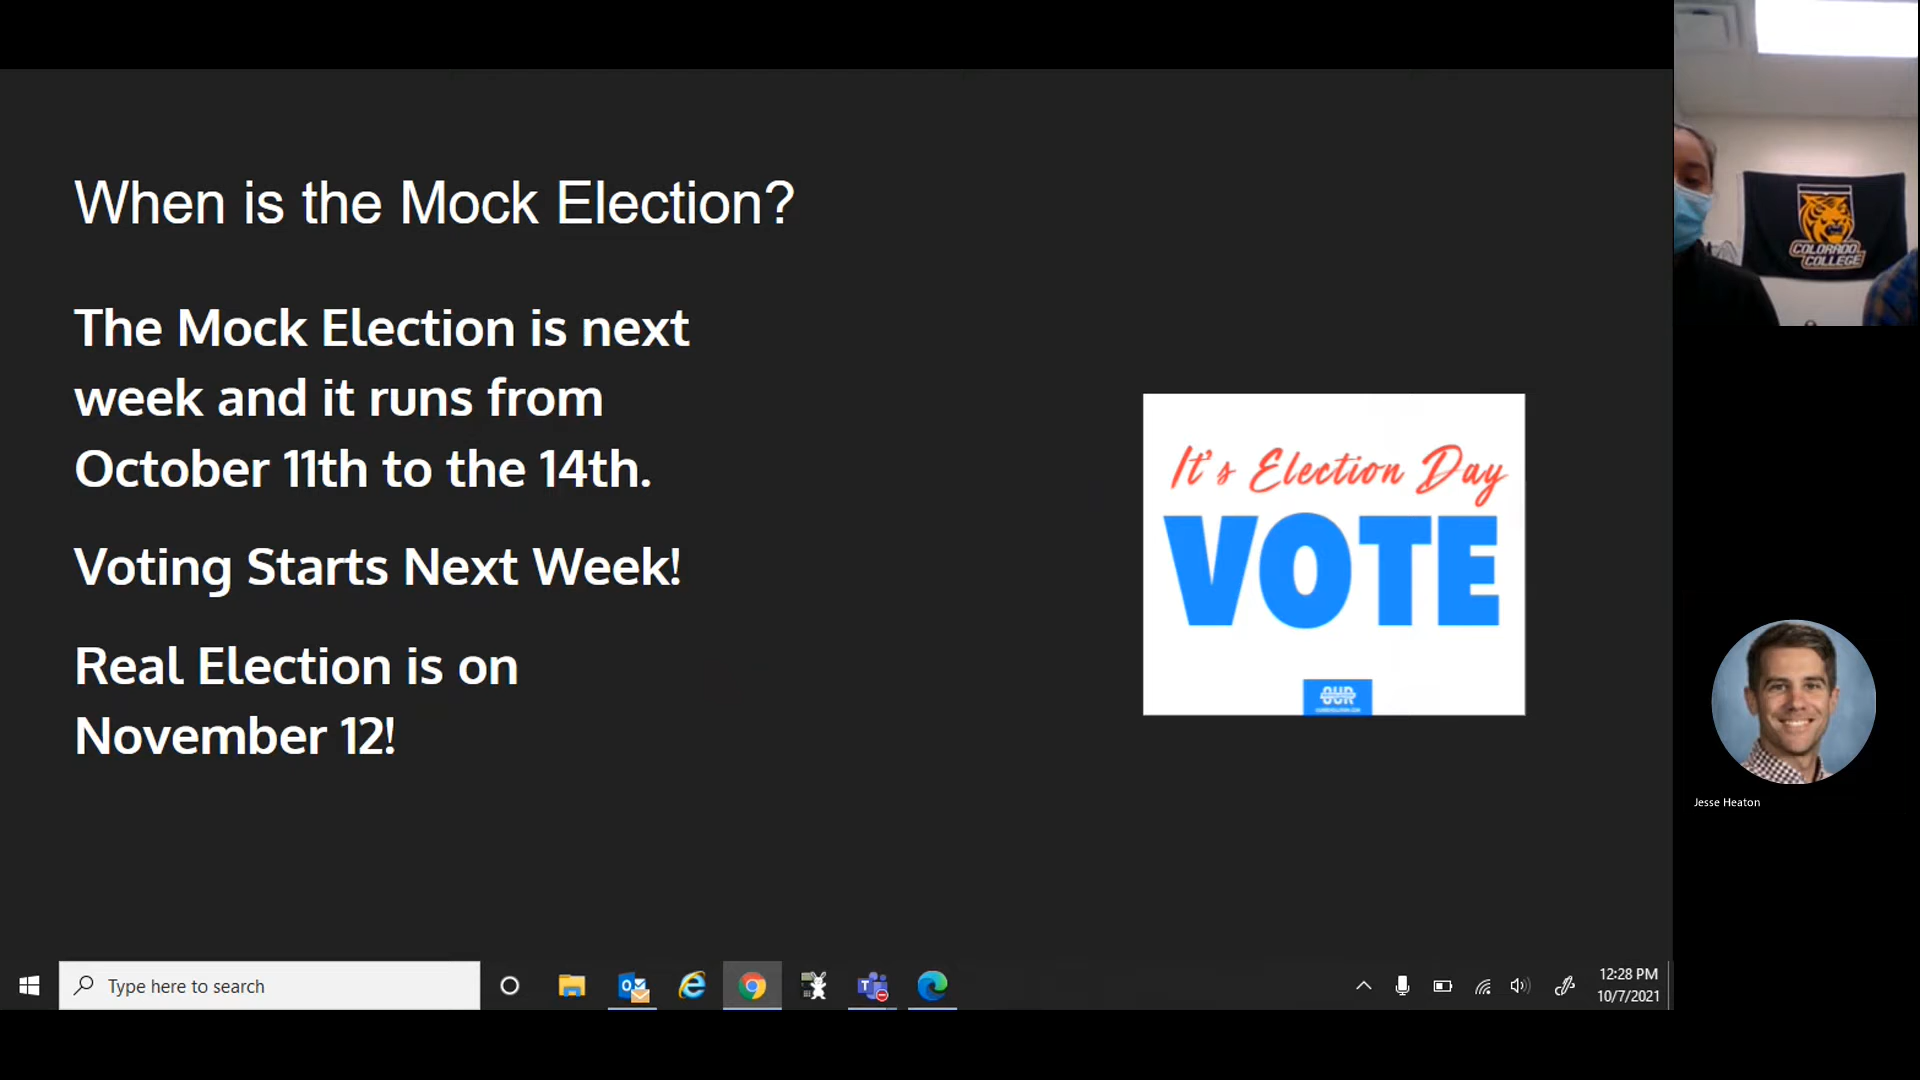 When is the Mock Election?
The Mock Election is next
week and it runs from
October 11th to the 14th.
Voting Starts Next Week!
Real Election is on
November 12!
It's Election Day
VOTE
OUR
COLORADO
COLLEGE
Jesse Heaton
Type here to search
12:28 PM
10/7/2021